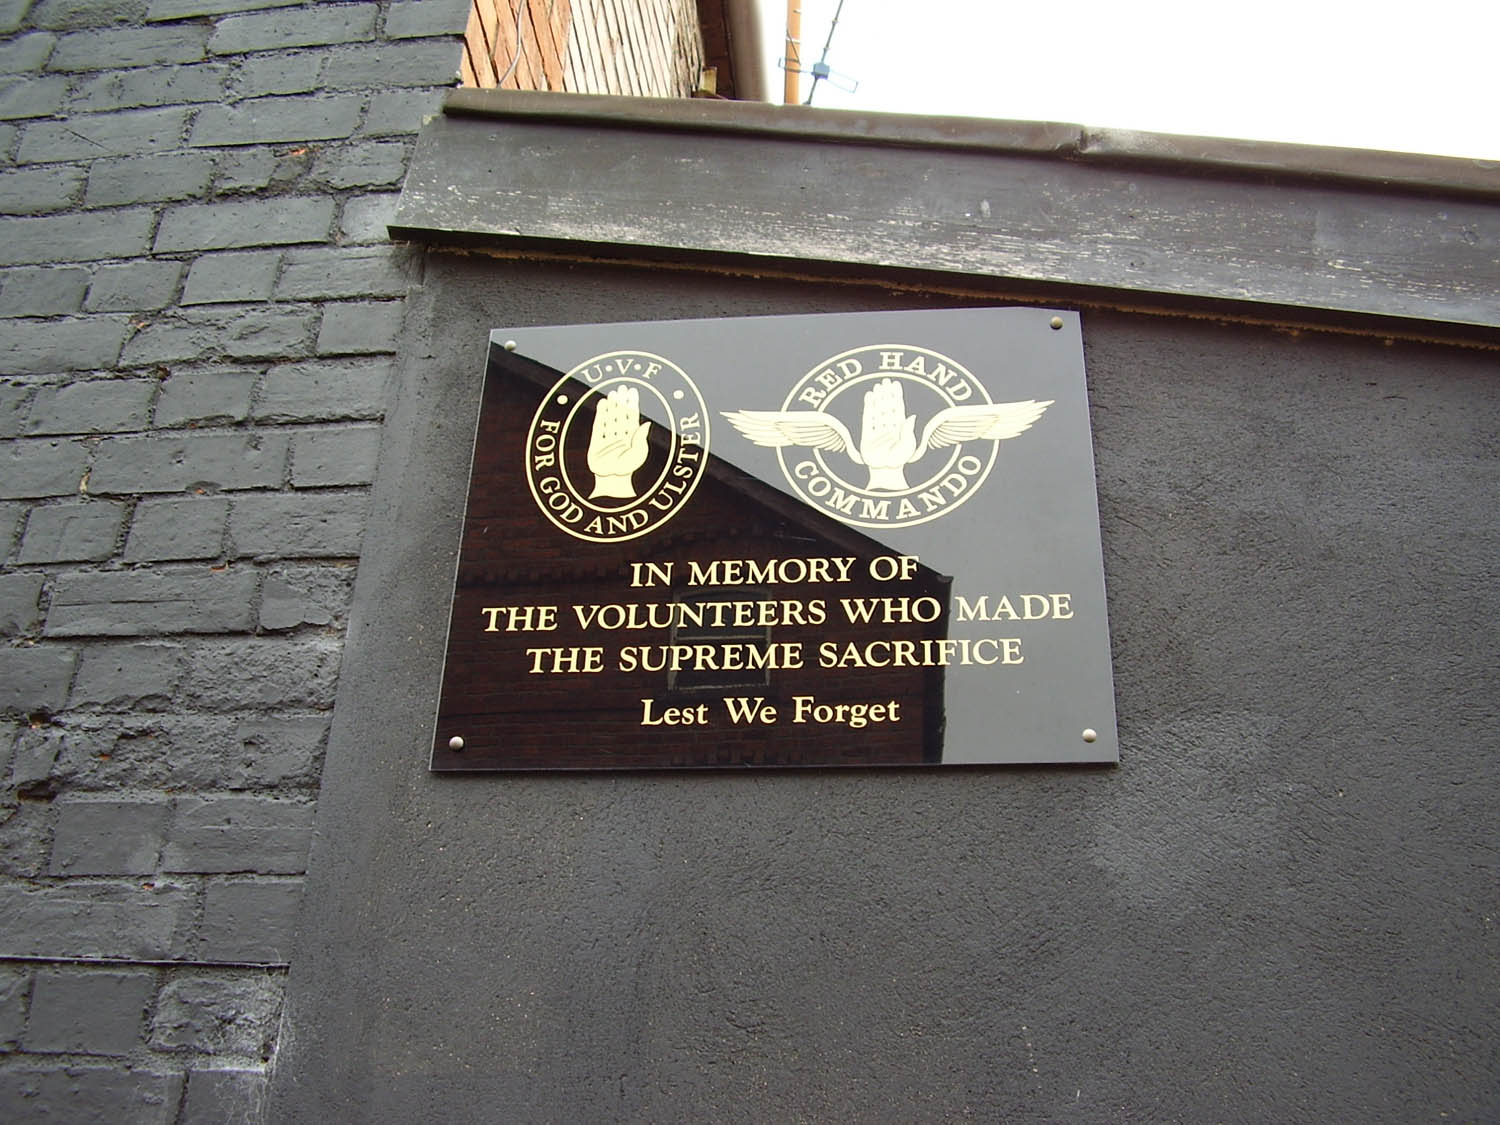 U·V·F
FOR GOD AND ULSTER
RED HAND
COMMANDO
IN MEMORY OF
THE VOLUNTEERS WHO MADE
THE SUPREME SACRIFICE
Lest We Forget